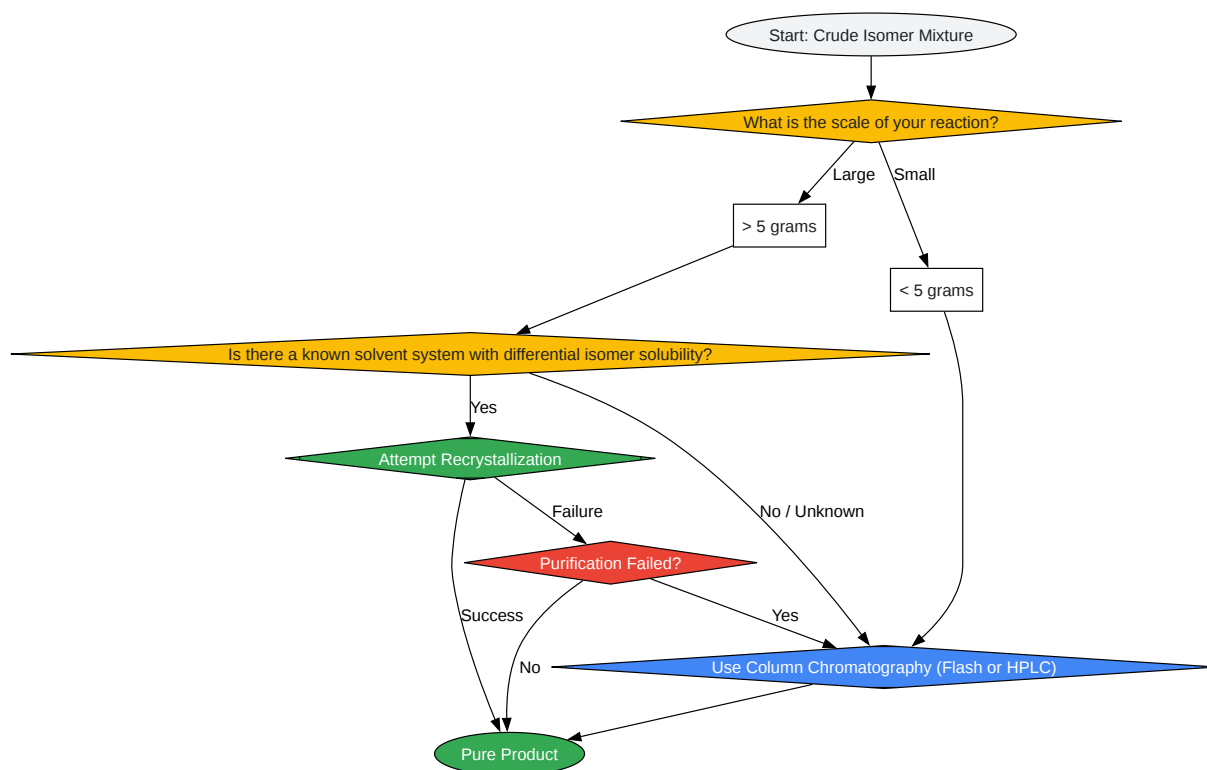 Start: Crude Isomer Mixture
What is the scale of your reaction?
Large
Small
> 5 grams
< 5 grams
Is there a known solvent system with differential isomer solubility?
Yes
Attempt Recrystallization
Failure
No / Unknown
Purification Failed?
Success
Yes
No
Use Column Chromatography (Flash or HPLC)
Pure Product